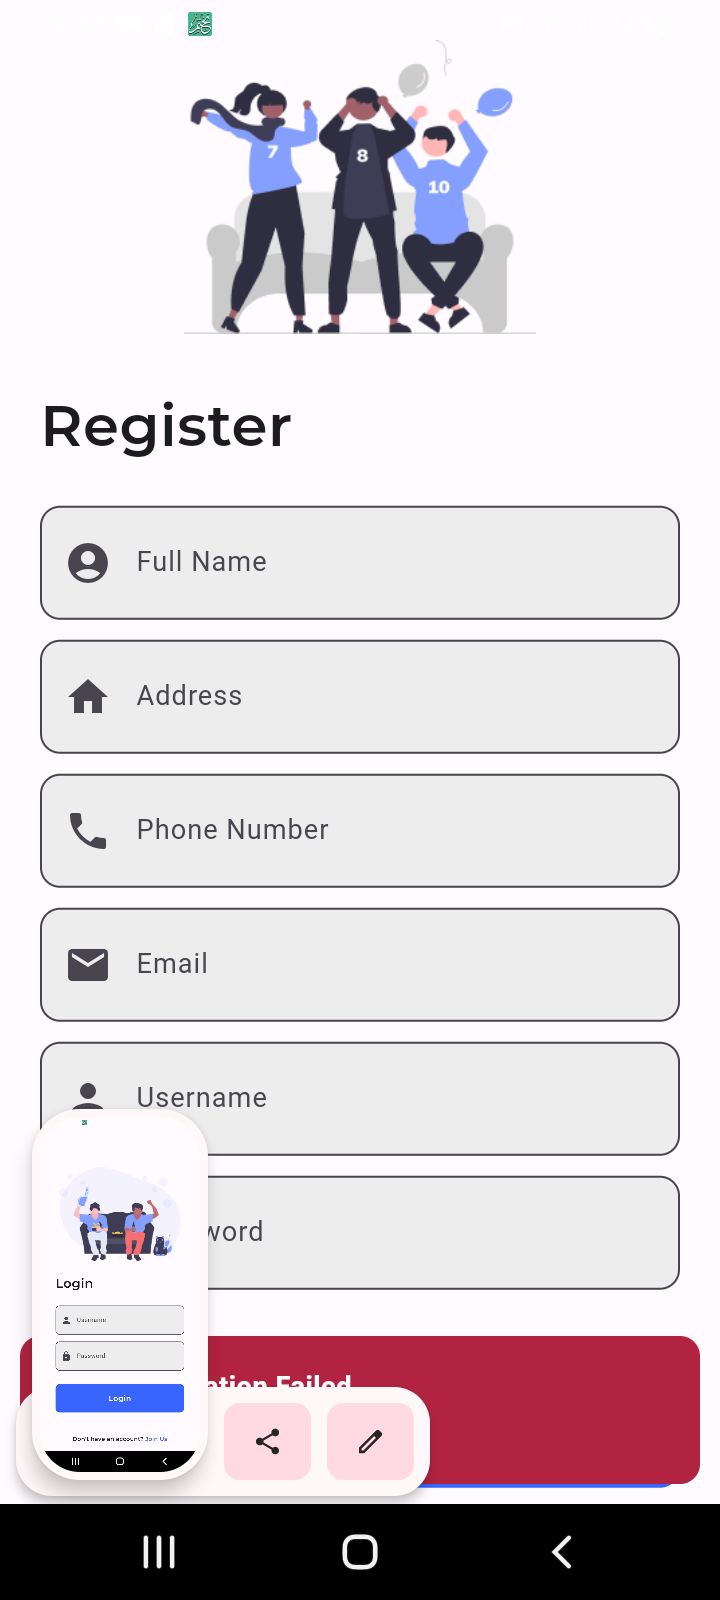 7
8
10
Register
Full Name
Address
Phone Number
Email
Username
word
Login
Username
Password
Login
Don't have an account? Join Us
Failed